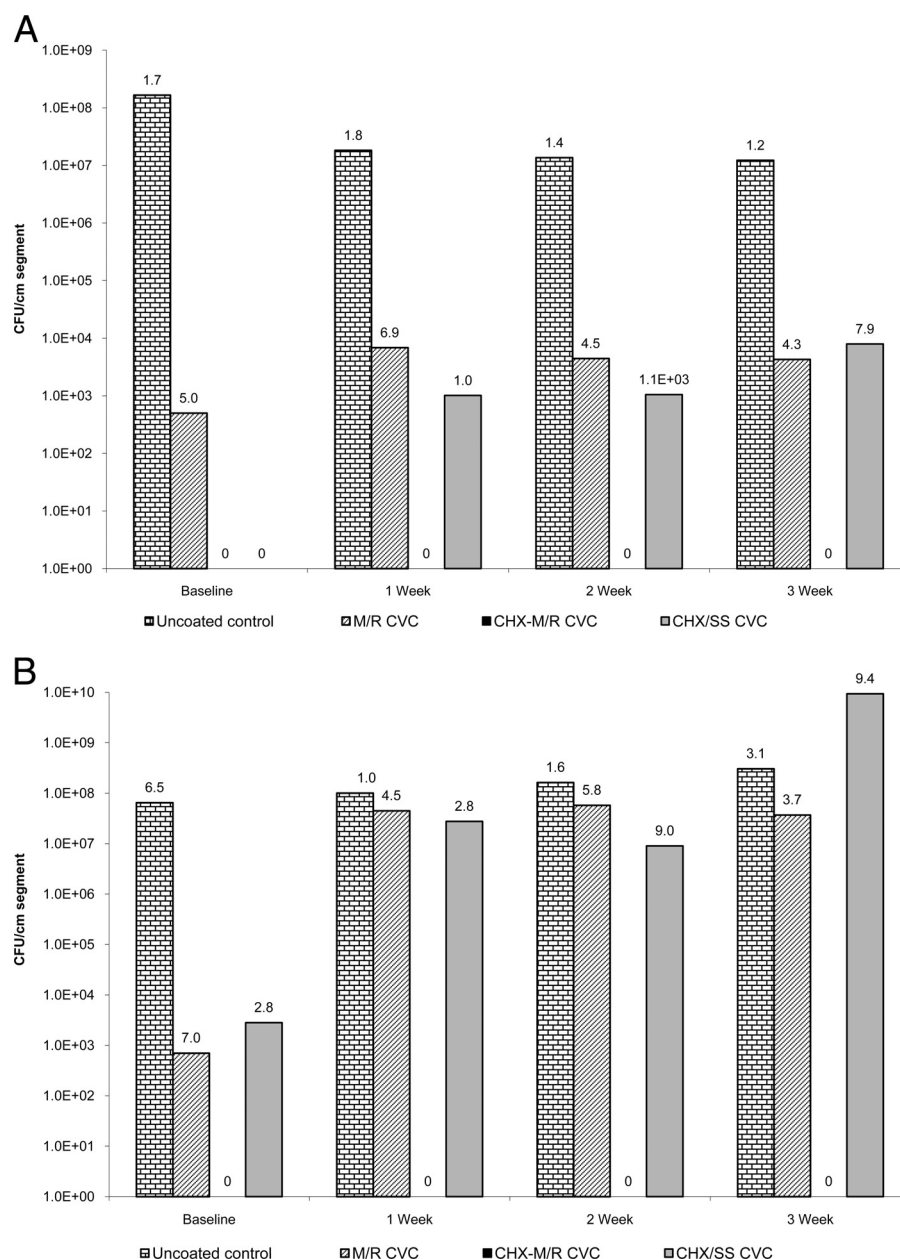 A
1.0E+09
1.7
1.0E+08
1.8
1.4
1.2
1.0E+07
1.0E+06
CFU/cm segment
1.0E+05
1.0E+04
6.9
4.5
4.3
7.9
5.0
1.0
1.1E+03
1.0E+03
1.0E+02
1.0E+01
0 0 0 0 0
1.0E+00
Baseline 1 Week 2 Week 3 Week
Uncoated control M/R CVC CHX-M/R CVC CHX/SS CVC
B
1.0E+10
9.4
1.0E+09
3.1
1.6
6.5 1.0
1.0E+08
4.5 5.8 3.7
2.8
1.0E+07
9.0
1.0E+06
CFU/cm segment
1.0E+05
1.0E+04
2.8
1.0E+03
7.0
1.0E+02
1.0E+01
0 0 0 0
1.0E+00
Baseline 1 Week 2 Week 3 Week
Uncoated control M/R CVC CHX-M/R CVC CHX/SS CVC